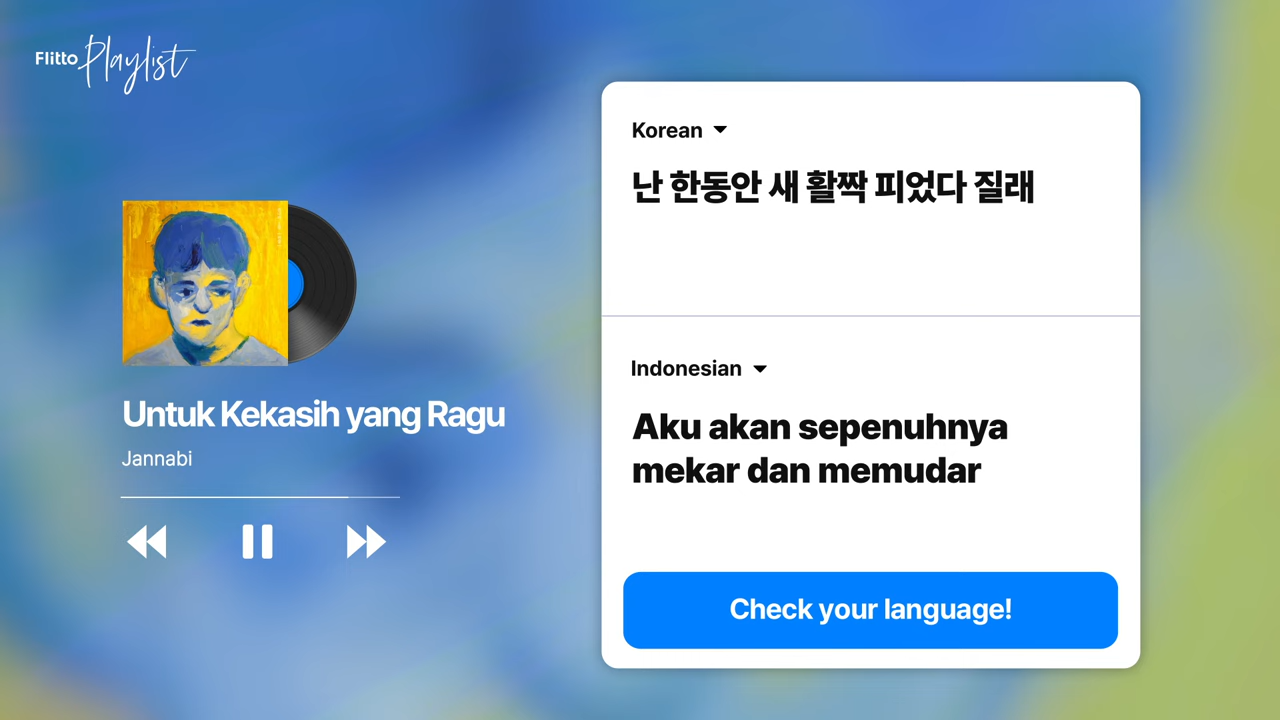 Flitto Playlist
Untuk Kekasih yang Ragu
Jannabi
Korean
난 한동안 새 활짝 피었다 질래
Indonesian
Aku akan sepenuhnya
mekar dan memudar
Check your language!